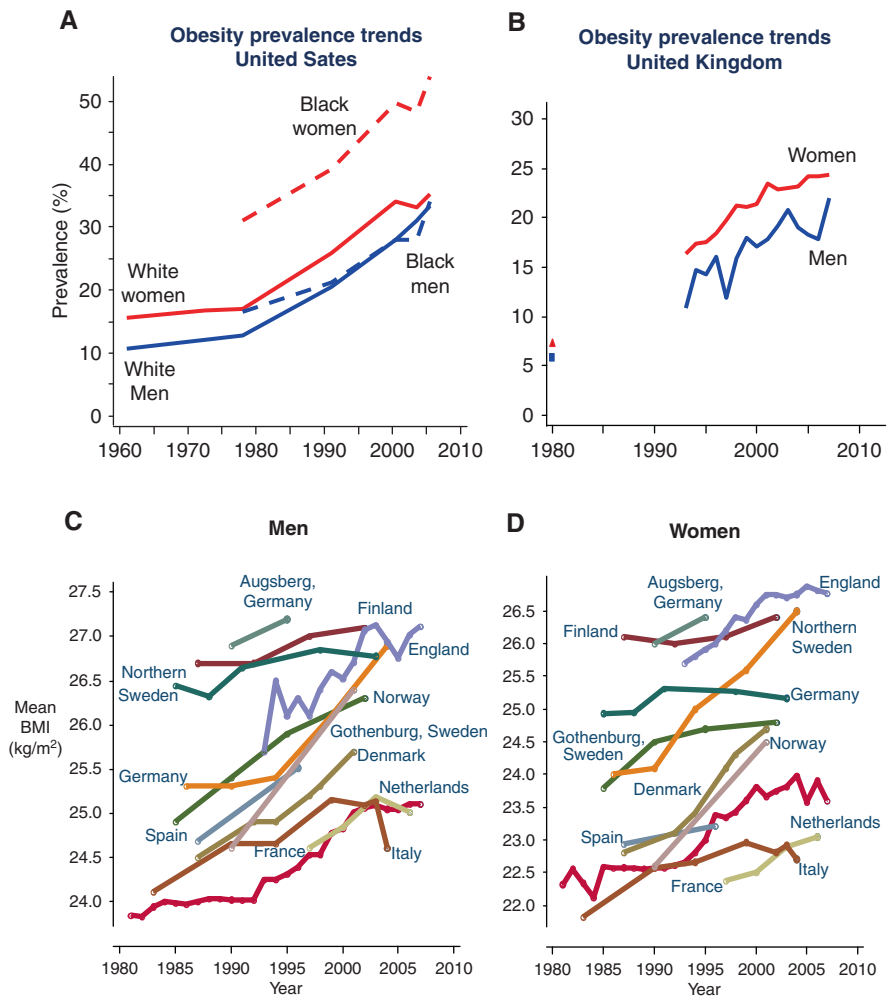 A
Obesity prevalence trends
United Sates
Prevalence (%)
50
40
30
20
10
0
Black
women
White
women
Black
men
White
Men
1960 1970 1980 1990 2000 2010
B
Obesity prevalence trends
United Kingdom
30
25
20
15
10
5
0
Women
Men
1980 1990 2000 2010
C
Men
Mean
BMI
(kg/m²)
27.5
27.0
26.5
26.0
25.5
25.0
24.5
24.0
Augsberg,
Germany
Finland
England
Northern
Sweden
Norway
Gothenburg, Sweden
Denmark
Germany
Netherlands
Spain
France
Italy
1980 1985 1990 1995 2000 2005 2010
Year
D
Women
26.5
26.0
25.5
25.0
24.5
24.0
23.5
23.0
22.5
22.0
Augsberg,
Germany
England
Finland
Northern
Sweden
Germany
Gothenburg,
Sweden
Norway
Denmark
Spain
Netherlands
France
Italy
1980 1985 1990 1995 2000 2005 2010
Year